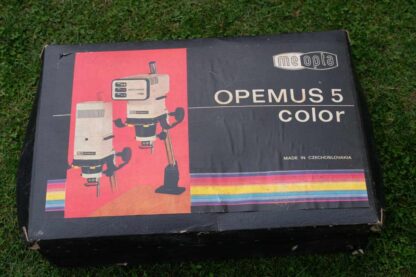 meopta
OPEMUS 5
color
MADE IN CZECHOSLOVAKIA